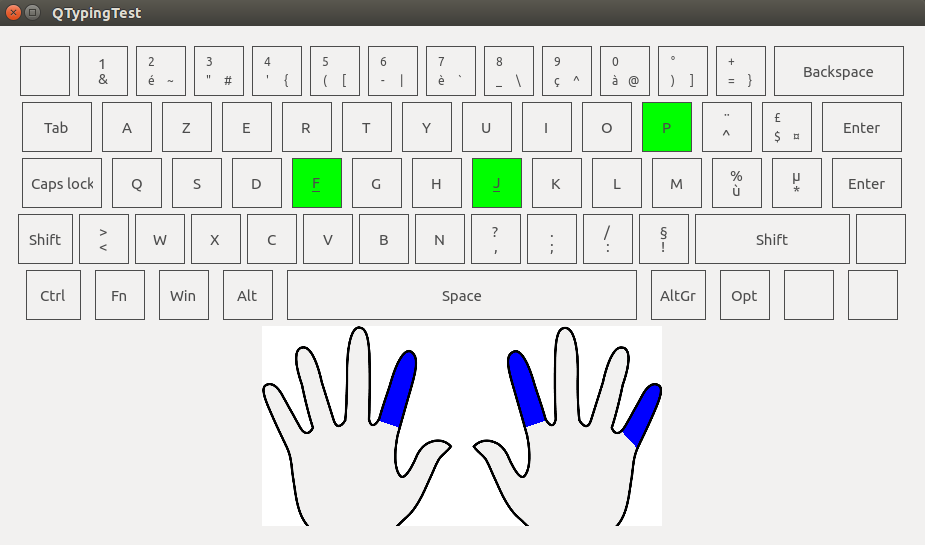 QTypingTest
1 & 2 é ~ 3 " # 4 ' { 5 ( [ 6 - | 7 è ` 8 _ \ 9 ç ^ 0 à @ ° ) ] + = } Backspace
Tab A Z E R T Y U I O P ¨ ^ £ $ ¤ Enter
Caps lock Q S D F G H J K L M % ù µ * Enter
Shift > < W X C V B N ? , . ; / : § ! Shift
Ctrl Fn Win Alt Space AltGr Opt